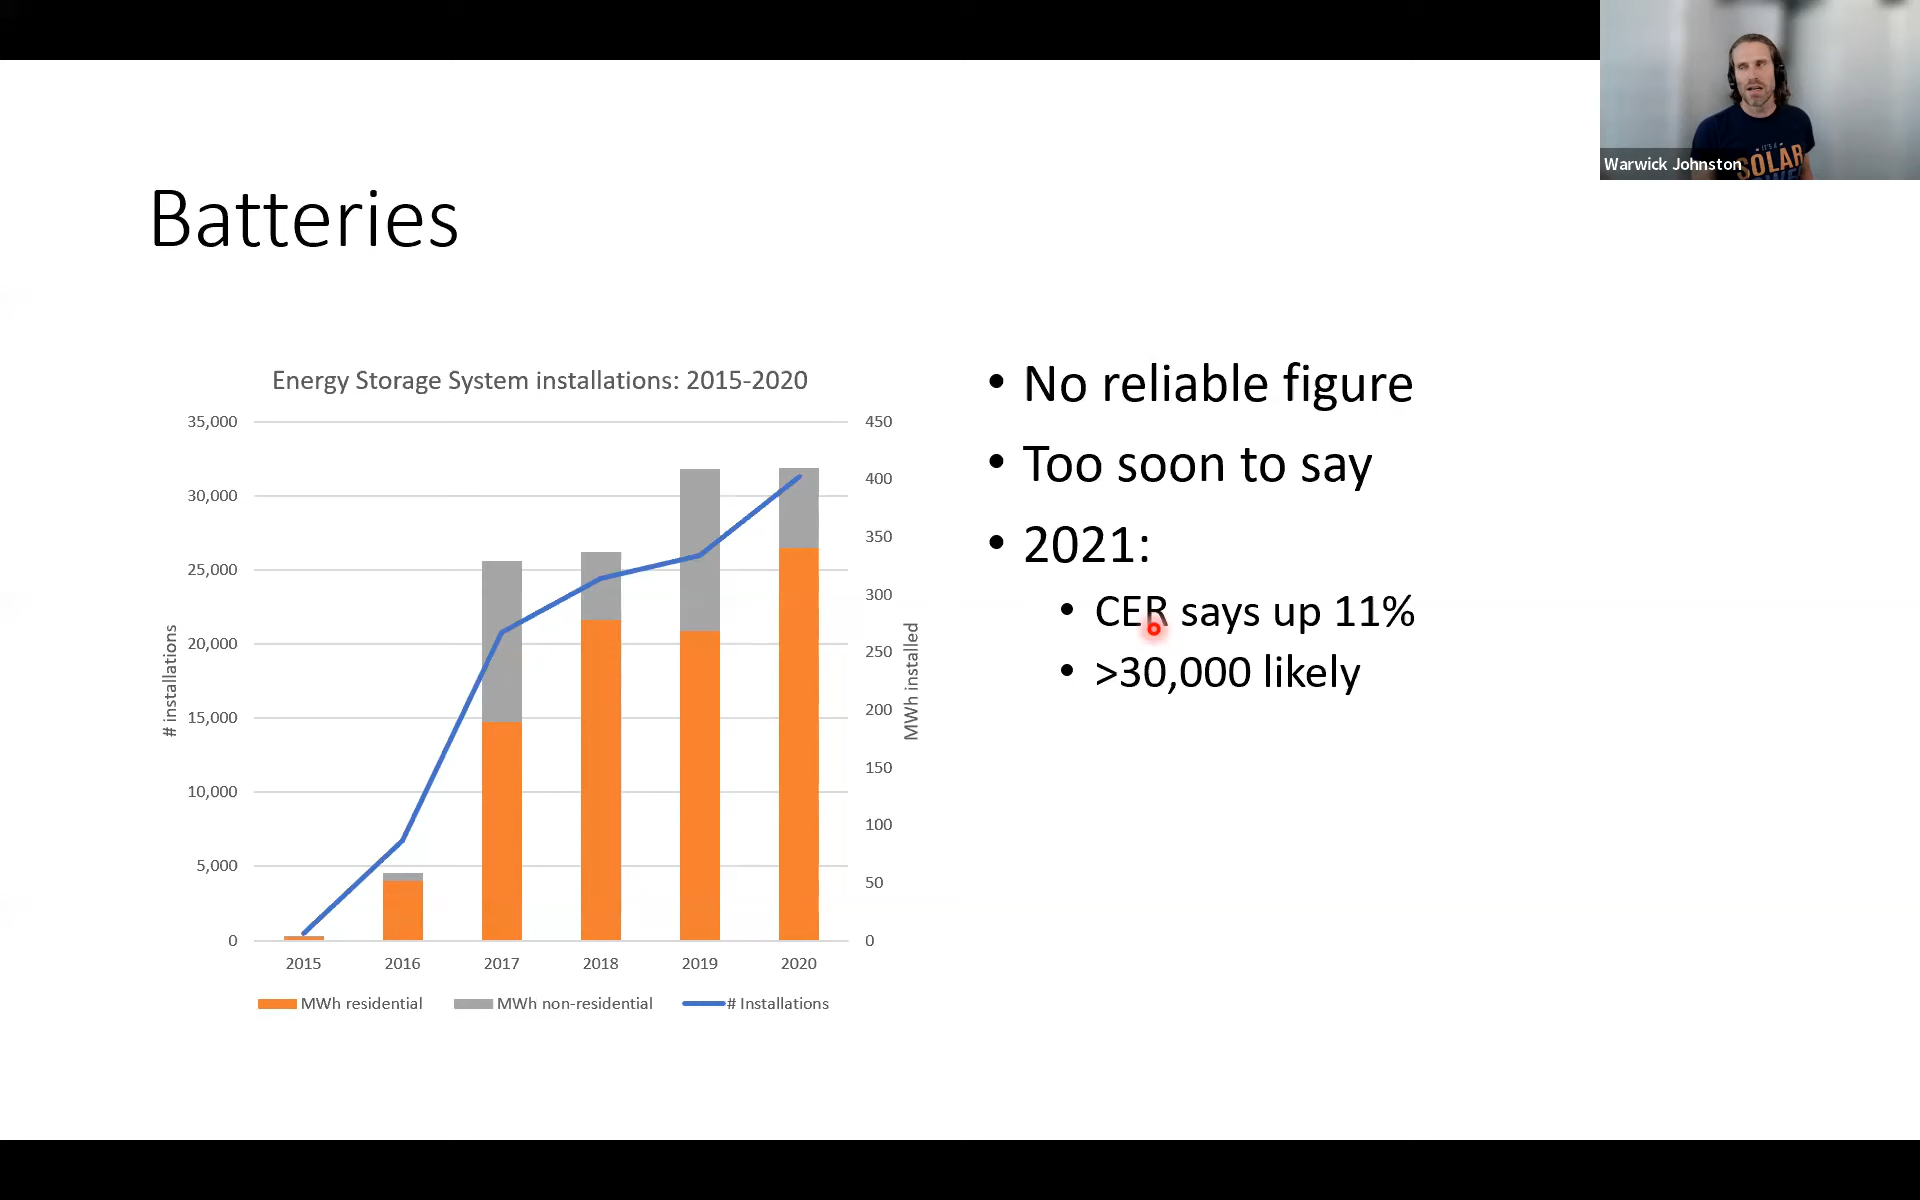 Warwick Johnston
IT'S A
SOLAR
Batteries
Energy Storage System installations: 2015-2020
35,000
30,000
25,000
20,000
15,000
10,000
5,000
0
# installations
450
400
350
300
250
200
150
100
50
0
MWh installed
2015 2016 2017 2018 2019 2020
MWh residential MWh non-residential # Installations
• No reliable figure
• Too soon to say
• 2021:
• CER says up 11%
• >30,000 likely